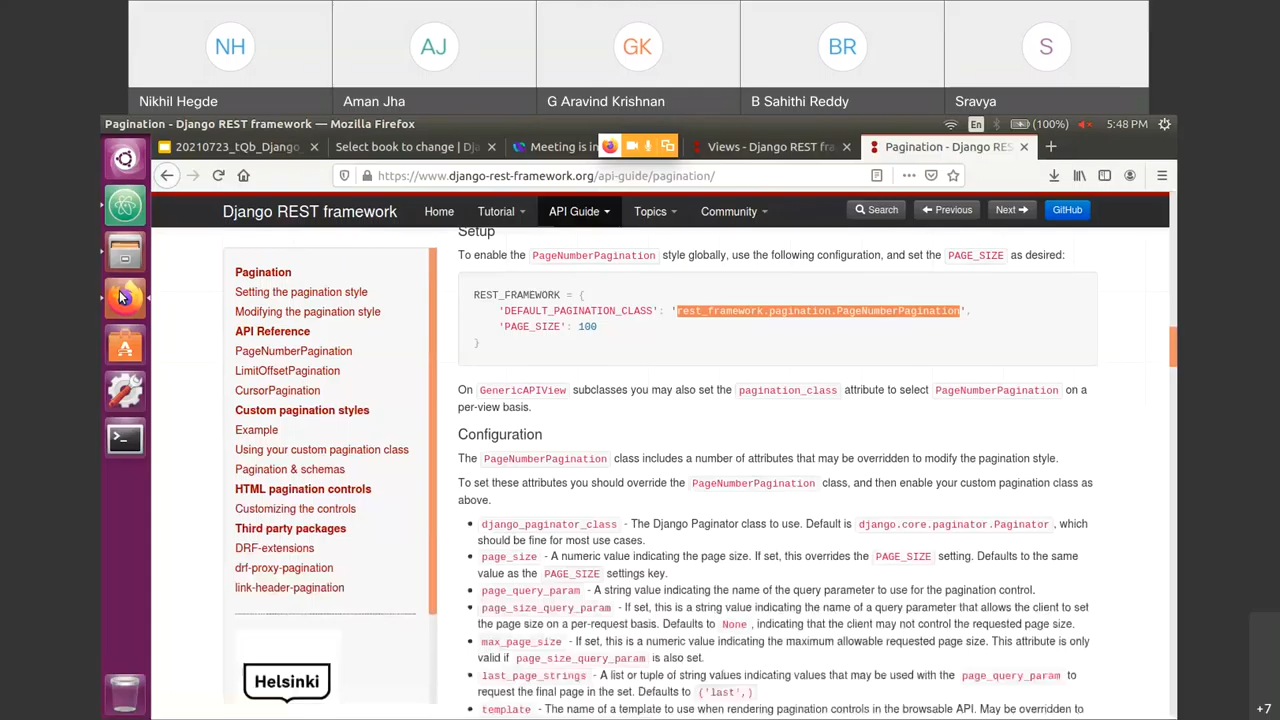 NH
AJ
GK
BR
S
Nikhil Hegde
Aman Jha
G Aravind Krishnan
B Sahithi Reddy
Sravya
Pagination - Django REST framework — Mozilla Firefox
En
(100%)
5:48 PM
20210723_tQb_Django_
Select book to change | Dj
Meeting is in
Views - Django REST fra
Pagination - Django RES
https://www.django-rest-framework.org/api-guide/pagination/
Django REST framework
Home
Tutorial
API Guide
Topics
Community
Search
Previous
Next
GitHub
Pagination
Setting the pagination style
Modifying the pagination style
API Reference
PageNumberPagination
LimitOffsetPagination
CursorPagination
Custom pagination styles
Example
Using your custom pagination class
Pagination & schemas
HTML pagination controls
Customizing the controls
Third party packages
DRF-extensions
drf-proxy-pagination
link-header-pagination
Helsinki
Setup
To enable the PageNumberPagination style globally, use the following configuration, and set the PAGE_SIZE as desired:
REST_FRAMEWORK = {
'DEFAULT_PAGINATION_CLASS': 'rest_framework.pagination.PageNumberPagination',
'PAGE_SIZE': 100
}
On GenericAPIView subclasses you may also set the pagination_class attribute to select PageNumberPagination on a
per-view basis.
Configuration
The PageNumberPagination class includes a number of attributes that may be overridden to modify the pagination style.
To set these attributes you should override the PageNumberPagination class, and then enable your custom pagination class as
above.
• django_paginator_class - The Django Paginator class to use. Default is django.core.paginator.Paginator, which
should be fine for most use cases.
• page_size - A numeric value indicating the page size. If set, this overrides the PAGE_SIZE setting. Defaults to the same
value as the PAGE_SIZE settings key.
• page_query_param - A string value indicating the name of the query parameter to use for the pagination control.
• page_size_query_param - If set, this is a string value indicating the name of a query parameter that allows the client to set
the page size on a per-request basis. Defaults to None, indicating that the client may not control the requested page size.
• max_page_size - If set, this is a numeric value indicating the maximum allowable requested page size. This attribute is only
valid if page_size_query_param is also set.
• last_page_strings - A list or tuple of string values indicating values that may be used with the page_query_param to
request the final page in the set. Defaults to ('last',)
• template - The name of a template to use when rendering pagination controls in the browsable API. May be overridden to
+7